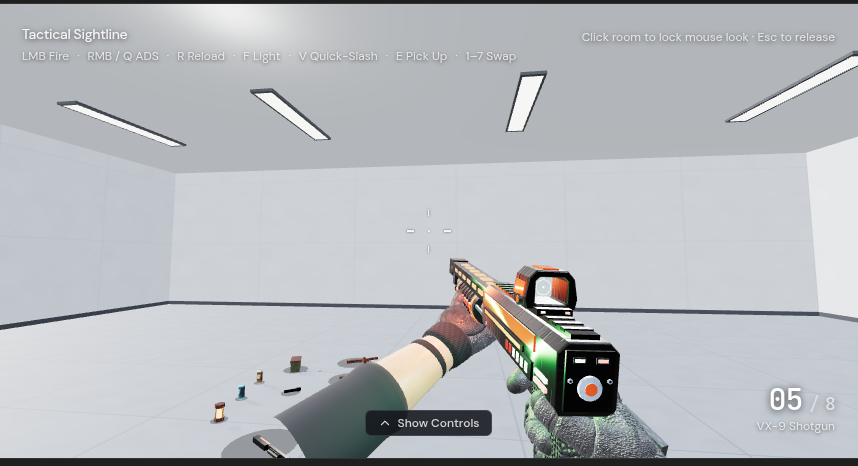 Tactical Sightline
LMB Fire · RMB / Q ADS · R Reload · F Light · V Quick-Slash · E Pick Up · 1–7 Swap
Click room to lock mouse look · Esc to release
Show Controls
05 / 8
VX-9 Shotgun